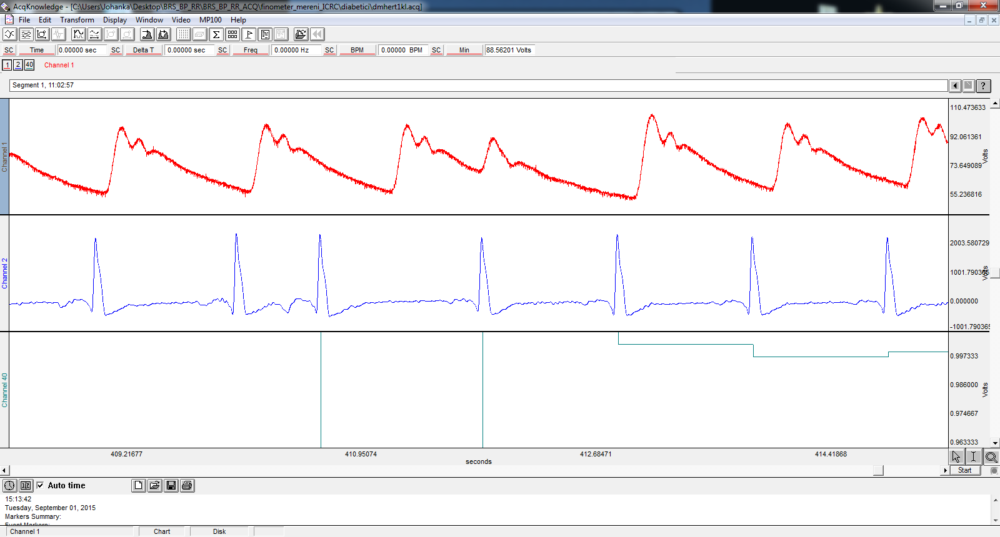 AcqKnowledge - [C:\Users\Johanka\Desktop\BRS_BP_RR\BRS_BP_RR_ACQ\finometer_mereni_ICRC\diabetici\dmhert1kl.acq]
File Edit Transform Display Window Video MP100 Help
SC Time 0.00000 sec SC Delta T 0.00000 sec SC Freq 0.00000 Hz SC BPM 0.00000 BPM SC Min 88.56201 Volts
1 2 40 Channel 1
Segment 1, 11:02:57
?
Channel 1
110.473633
92.061361
73.649089
55.236816
Volts
Channel 2
2003.580729
1001.790365
0.000000
-1001.790365
Volts
Channel 40
0.997333
0.986000
0.974667
0.963333
Volts
409.21677 410.95074 412.68471 414.41868
seconds
Start
Auto time
15:13:42
Tuesday, September 01, 2015
Markers Summary:
Event Markers:
Channel 1 Chart Disk